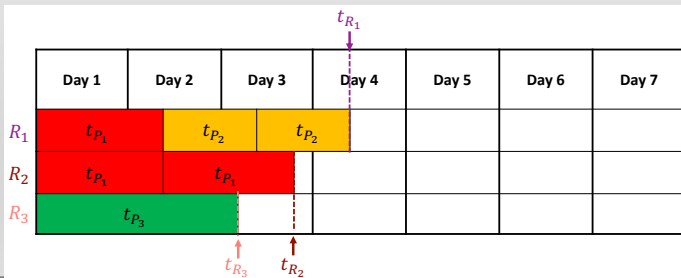 t_{R_1}
Day 1 Day 2 Day 3 Day 4 Day 5 Day 6 Day 7
R_1 t_{P_1} t_{P_2} t_{P_2}
R_2 t_{P_1} t_{P_1}
R_3 t_{P_3}
t_{R_3} t_{R_2}